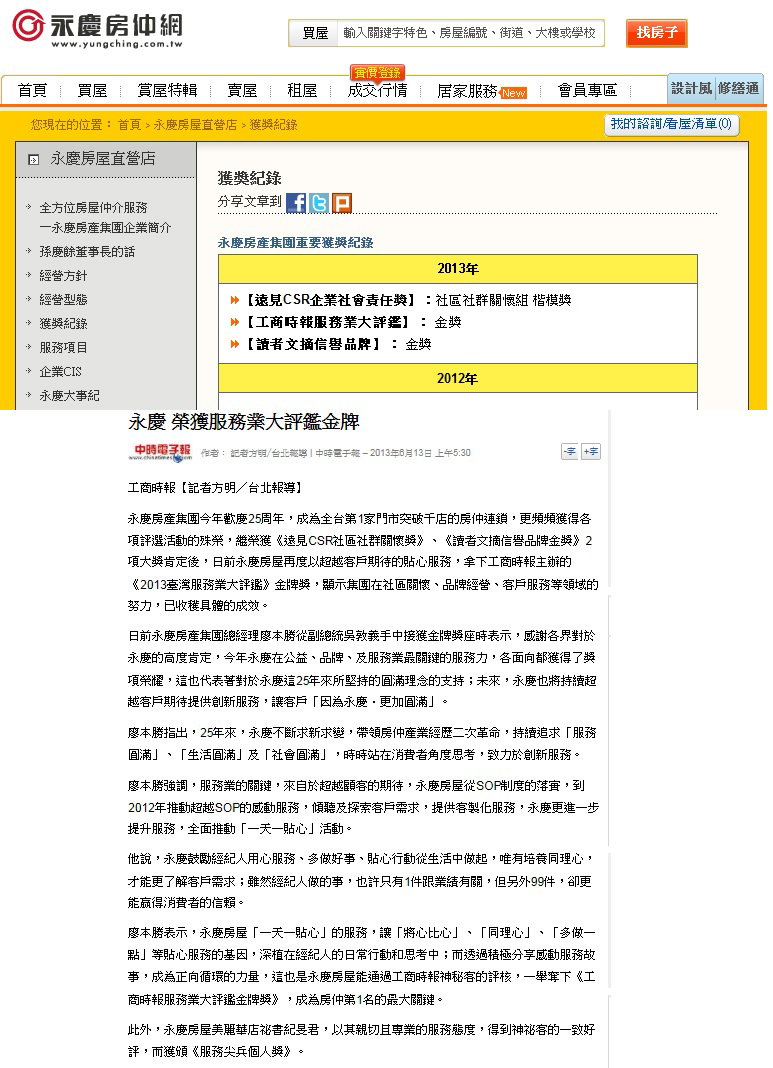 永慶房仲網
www.yungching.com.tw
買屋 輸入關鍵字特色、房屋編號、街道、大樓或學校 找房子
實價登錄
首頁 買屋 賞屋特輯 賣屋 租屋 成交行情 居家服務 New 會員專區 設計風 修繕通
您現在的位置: 首頁 > 永慶房屋直營店 > 獲獎紀錄 我的諮詢/看屋清單(0)
永慶房屋直營店
全方位房屋仲介服務
—永慶房產集團企業簡介
孫慶餘董事長的話
經營方針
經營型態
獲獎紀錄
服務項目
企業CIS
永慶大事紀
獲獎紀錄
分享文章到
永慶房產集團重要獲獎紀錄
2013年
【遠見CSR企業社會責任獎】:社區社群關懷組 楷模獎
【工商時報服務業大評鑑】: 金獎
【讀者文摘信譽品牌】: 金獎
2012年
永慶 榮獲服務業大評鑑金牌
中時電子報 作者: 記者方明/台北報導 | 中時電子報 – 2013年6月13日 上午5:30 -字 +字
www.chinatimes.com
工商時報【記者方明/台北報導】
永慶房產集團今年歡慶25周年,成為全台第1家門市突破千店的房仲連鎖,更頻頻獲得各
項評選活動的殊榮,繼榮獲《遠見CSR社區社群關懷獎》、《讀者文摘信譽品牌金獎》2
項大獎肯定後,日前永慶房屋再度以超越客戶期待的貼心服務,拿下工商時報主辦的
《2013臺灣服務業大評鑑》金牌獎,顯示集團在社區關懷、品牌經營、客戶服務等領域的
努力,已收穫具體的成效。
日前永慶房產集團總經理廖本勝從副總統吳敦義手中接獲金牌獎座時表示,感謝各界對於
永慶的高度肯定,今年永慶在公益、品牌、及服務業最關鍵的服務力,各面向都獲得了獎
項榮耀,這也代表著對於永慶這25年來所堅持的圓滿理念的支持;未來,永慶也將持續超
越客戶期待提供創新服務,讓客戶「因為永慶.更加圓滿」。
廖本勝指出,25年來,永慶不斷求新求變,帶領房仲產業經歷二次革命,持續追求「服務
圓滿」、「生活圓滿」及「社會圓滿」,時時站在消費者角度思考,致力於創新服務。
廖本勝強調,服務業的關鍵,來自於超越顧客的期待,永慶房屋從SOP制度的落實,到
2012年推動超越SOP的感動服務,傾聽及探索客戶需求,提供客製化服務,永慶更進一步
提升服務,全面推動「一天一貼心」活動。
他說,永慶鼓勵經紀人用心服務、多做好事、貼心行動從生活中做起,唯有培養同理心,
才能更了解客戶需求;雖然經紀人做的事,也許只有1件跟業績有關,但另外99件,卻更
能贏得消費者的信賴。
廖本勝表示,永慶房屋「一天一貼心」的服務,讓「將心比心」、「同理心」、「多做一
點」等貼心服務的基因,深植在經紀人的日常行動和思考中;而透過積極分享感動服務故
事,成為正向循環的力量,這也是永慶房屋能通過工商時報神秘客的評核,一舉奪下《工
商時報服務業大評鑑金牌獎》,成為房仲第1名的最大關鍵。
此外,永慶房屋美麗華店祕書紀旻君,以其親切且專業的服務態度,得到神祕客的一致好
評,而獲頒《服務尖兵個人獎》。